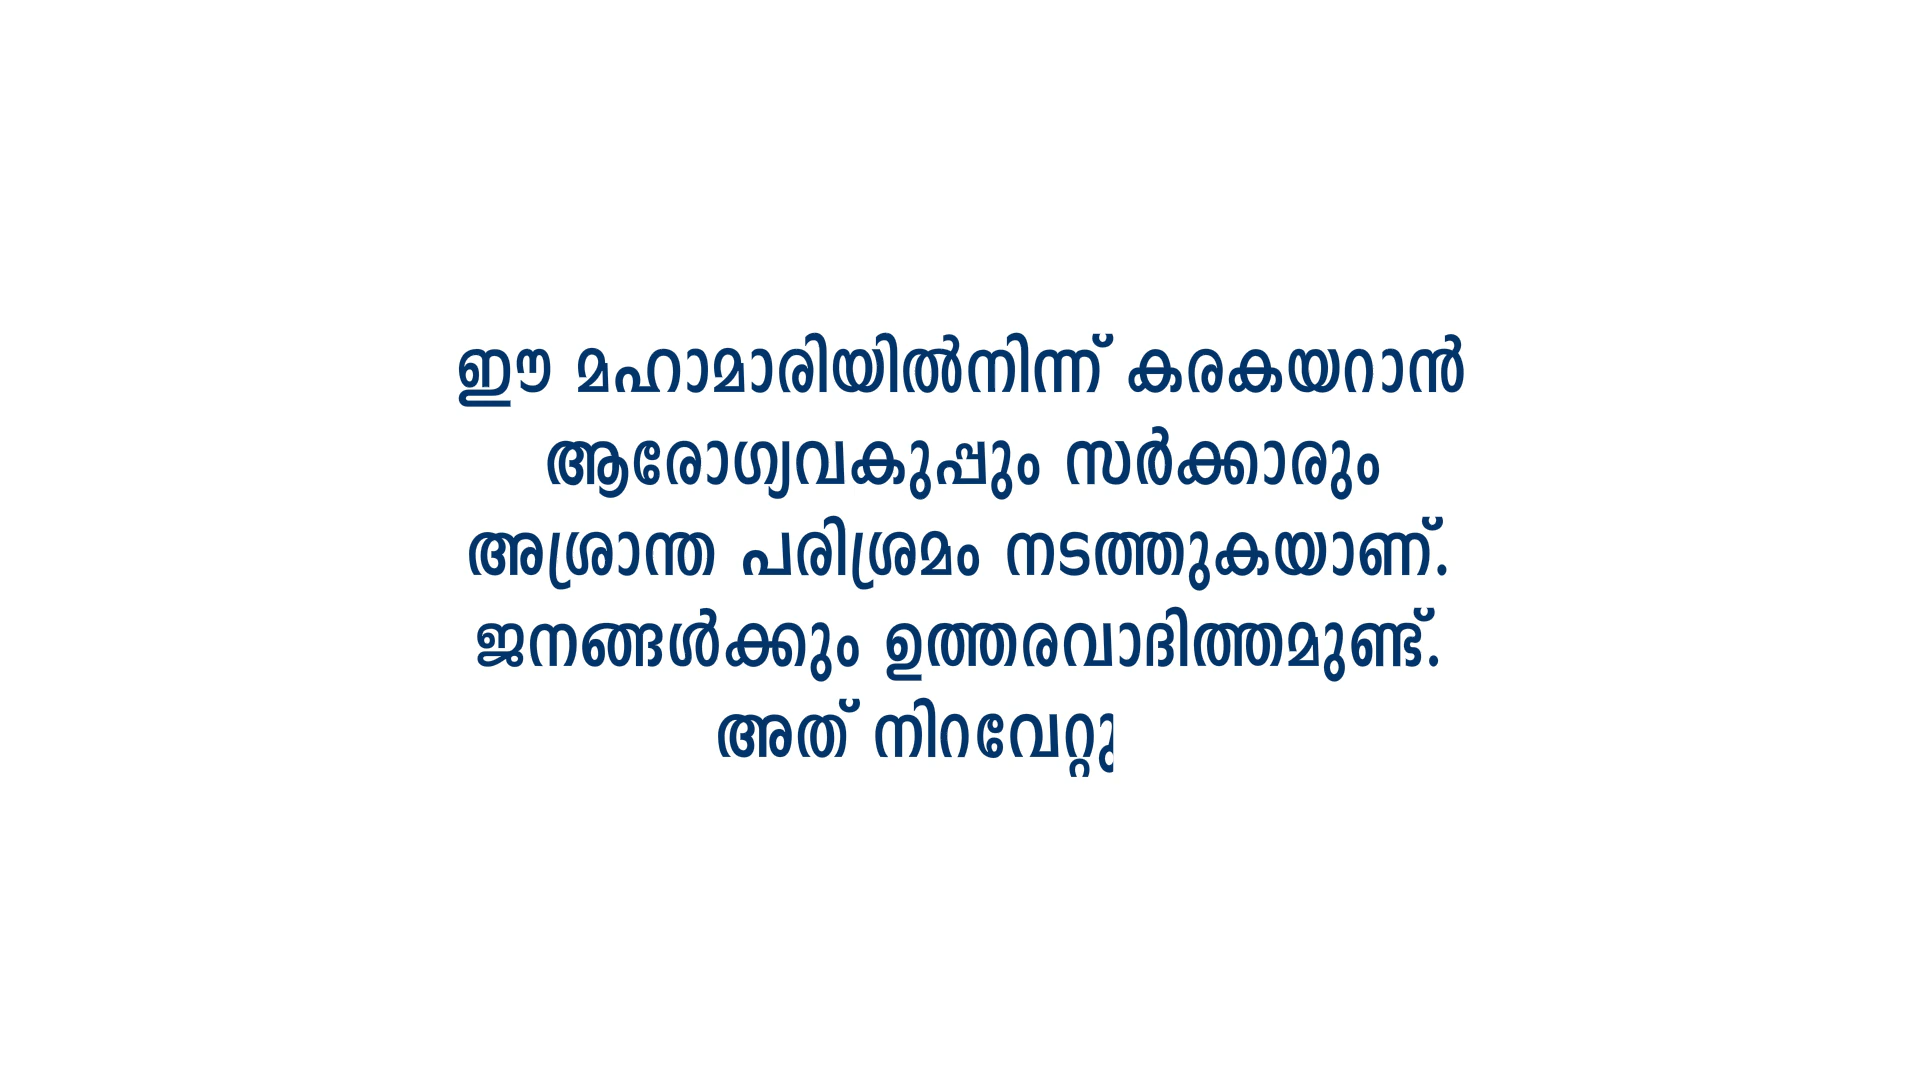 ഈ മഹാമാരിയിൽനിന്ന് കരകയറാൻ
ആരോഗ്യവകുപ്പും സർക്കാരും
അശ്രാന്ത പരിശ്രമം നടത്തുകയാണ്.
ജനങ്ങൾക്കും ഉത്തരവാദിത്തമുണ്ട്.
അത് നിറവേറ്റു